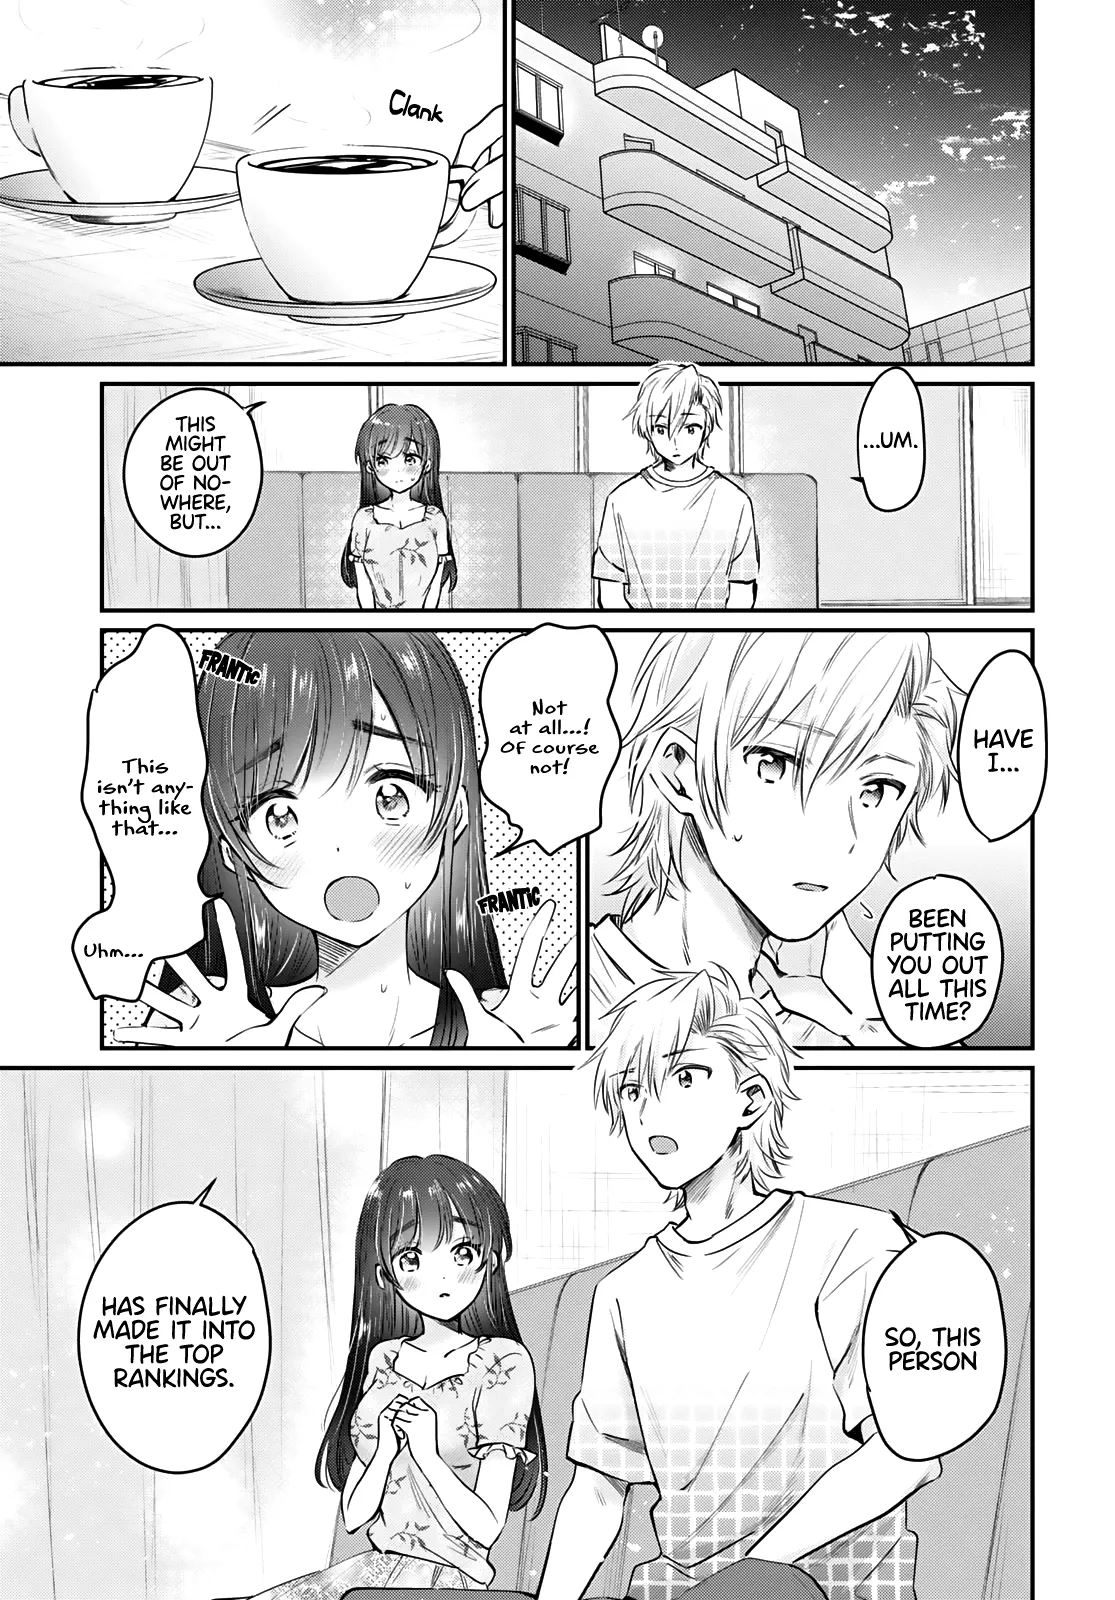 Clank
...UM.
THIS
MIGHT
BE OUT
OF NO-
WHERE,
BUT...
HAVE
I...
BEEN
PUTTING
YOU OUT
ALL THIS
TIME?
Not
at all...!
Of course
not!
FRANTIC
FRANTIC
This
isn't any-
thing like
that...
Uhm...
SO, THIS
PERSON
HAS FINALLY
MADE IT INTO
THE TOP
RANKINGS.